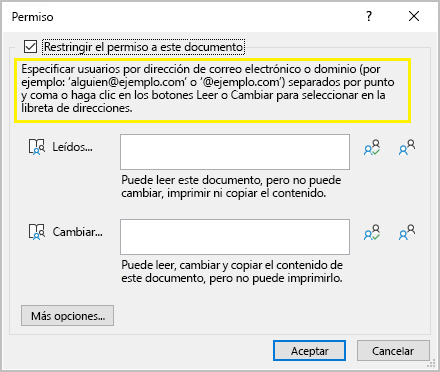 Permiso
Restringir el permiso a este documento
Especificar usuarios por dirección de correo electrónico o dominio (por
ejemplo: 'alguien@ejemplo.com' o '@ejemplo.com') separados por punto
y coma o haga clic en los botones Leer o Cambiar para seleccionar en la
libreta de direcciones.
Leídos...
Puede leer este documento, pero no puede
cambiar, imprimir ni copiar el contenido.
Cambiar...
Puede leer, cambiar y copiar el contenido de
este documento, pero no puede imprimirlo.
Más opciones...
Aceptar
Cancelar